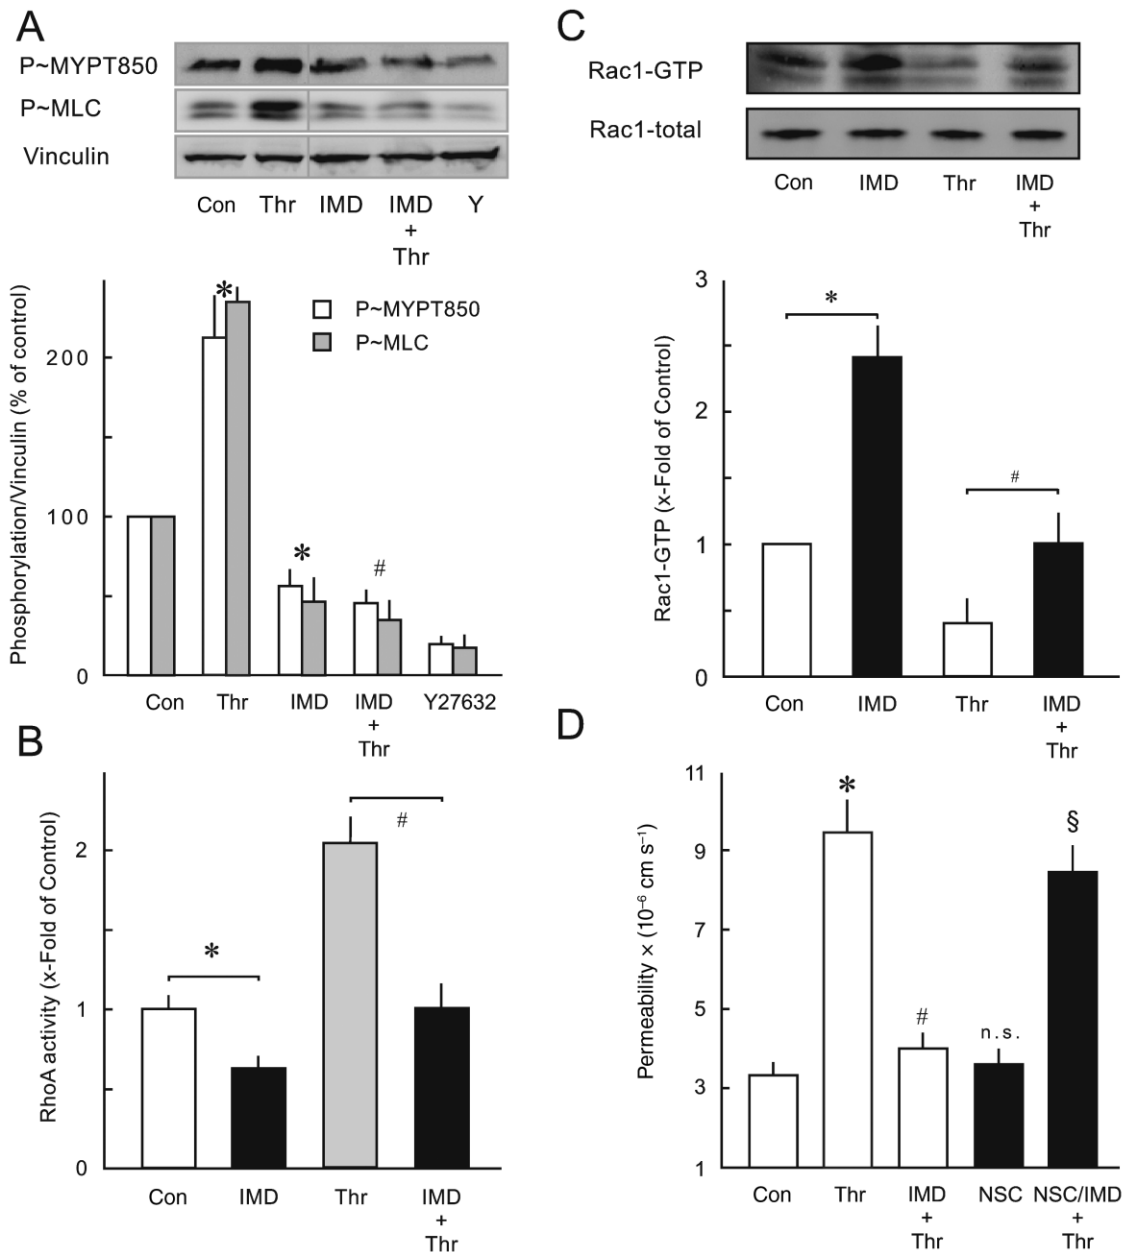 A
P~MYPT850
P~MLC
Vinculin
Con Thr IMD IMD + Thr Y
Phosphorylation/Vinculin (% of control)
200
100
0
*
*
#
P~MYPT850
P~MLC
Con Thr IMD IMD + Thr Y27632
B
RhoA activity (x-Fold of Control)
2
1
0
*
#
Con IMD Thr IMD + Thr
C
Rac1-GTP
Rac1-total
Con IMD Thr IMD + Thr
Rac1-GTP (x-Fold of Control)
3
2
1
0
*
#
Con IMD Thr IMD + Thr
D
Permeability × (10⁻⁶ cm s⁻¹)
11
9
7
5
3
1
*
#
n.s.
§
Con Thr IMD + Thr NSC NSC/IMD + Thr